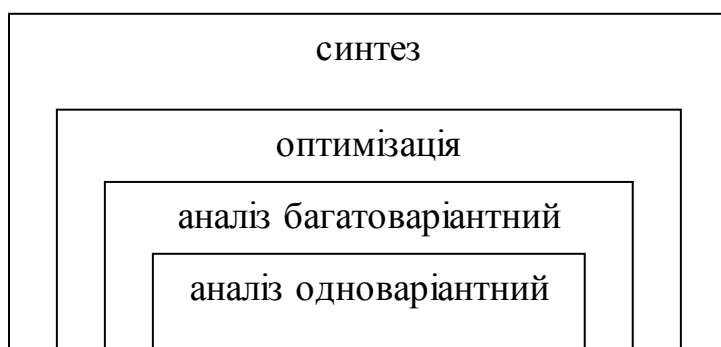 синтез
оптимізація
аналіз багатоваріантний
аналіз одноваріантний